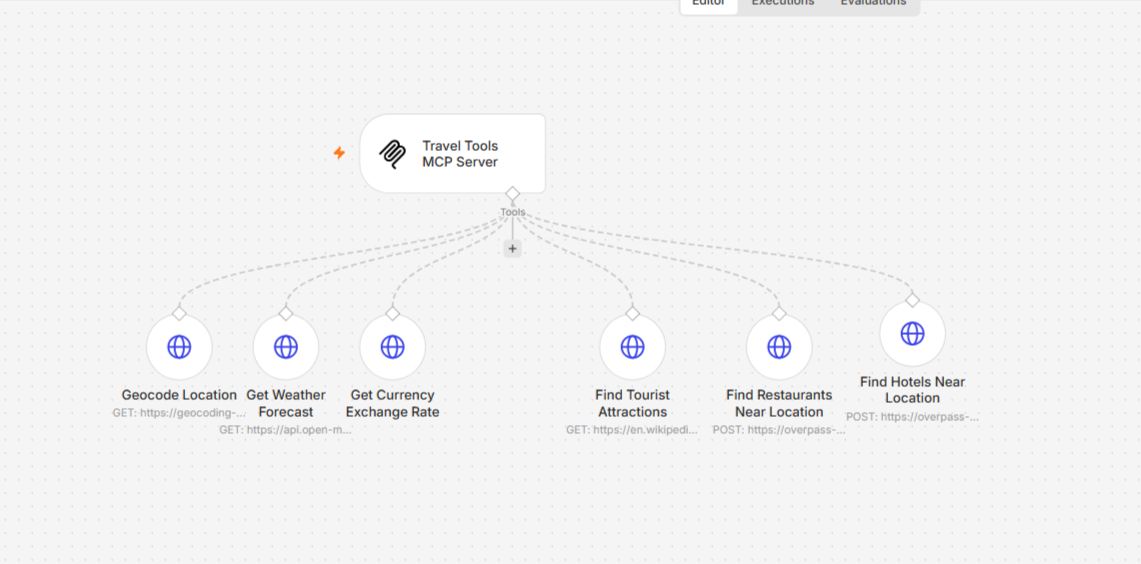 Editor Executions Evaluations
Travel Tools
MCP Server
Tools
Geocode Location
GET: https://geocoding-...
Get Weather
Forecast
GET: https://api.open-m...
Get Currency
Exchange Rate
Find Tourist
Attractions
GET: https://en.wikipedi...
Find Restaurants
Near Location
POST: https://overpass-...
Find Hotels Near
Location
POST: https://overpass-...